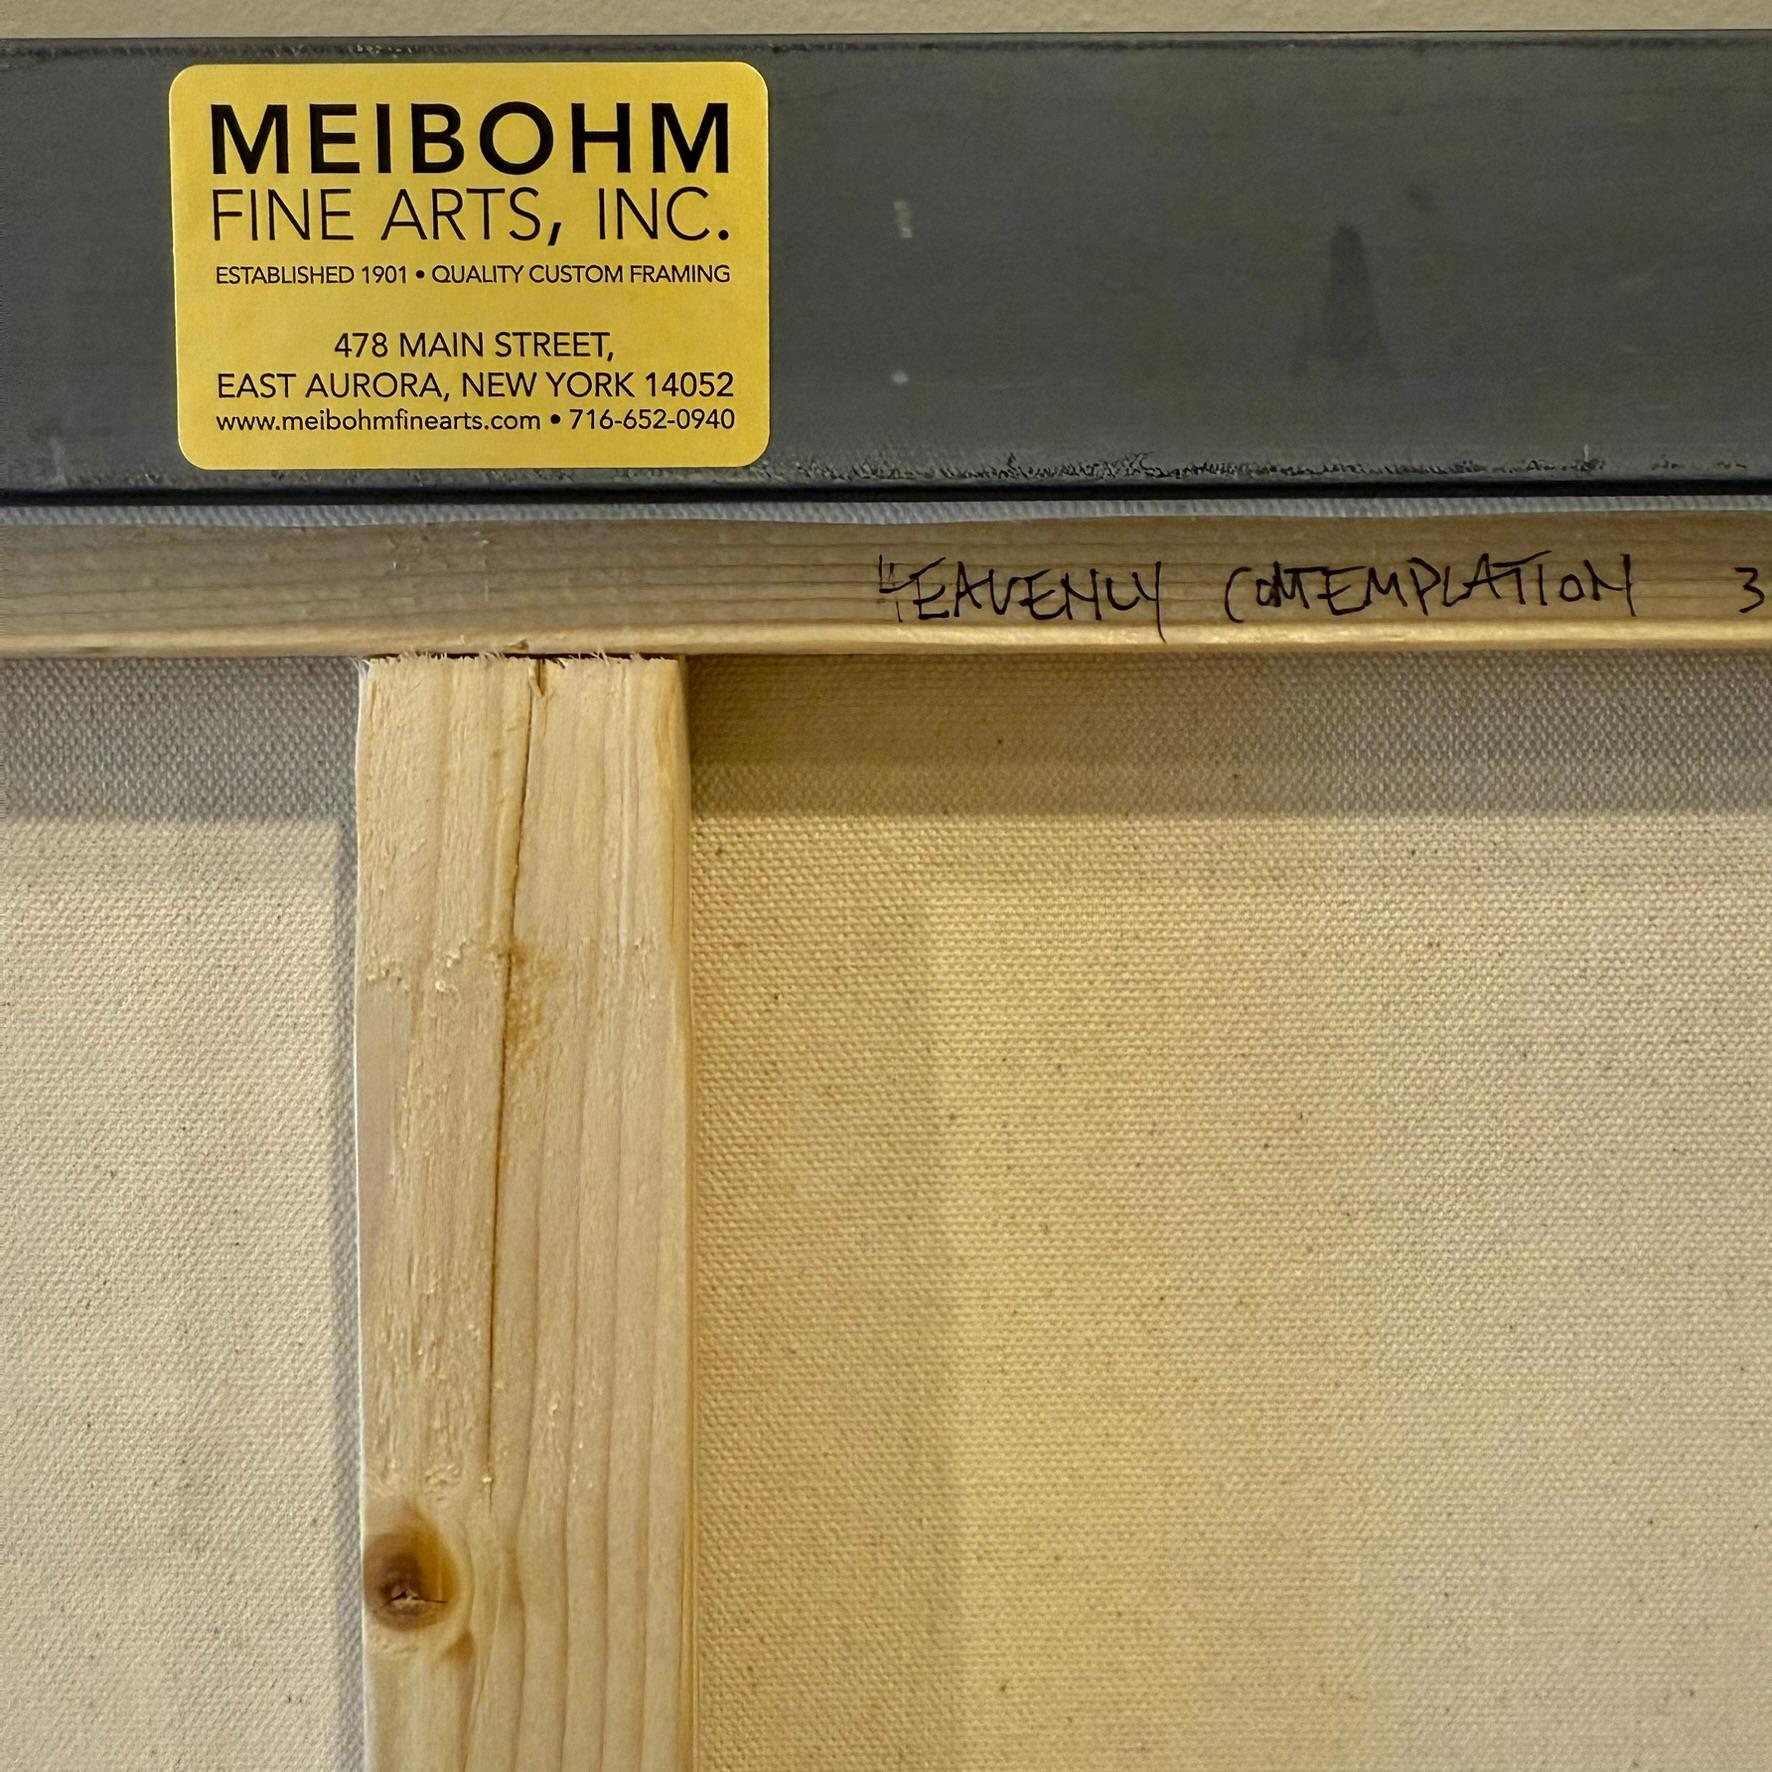 MEIBOHM
FINE ARTS, INC.
ESTABLISHED 1901 • QUALITY CUSTOM FRAMING
478 MAIN STREET,
EAST AURORA, NEW YORK 14052
www.meibohmfinearts.com • 716-652-0940
HEAVENLY CONTEMPLATION 3